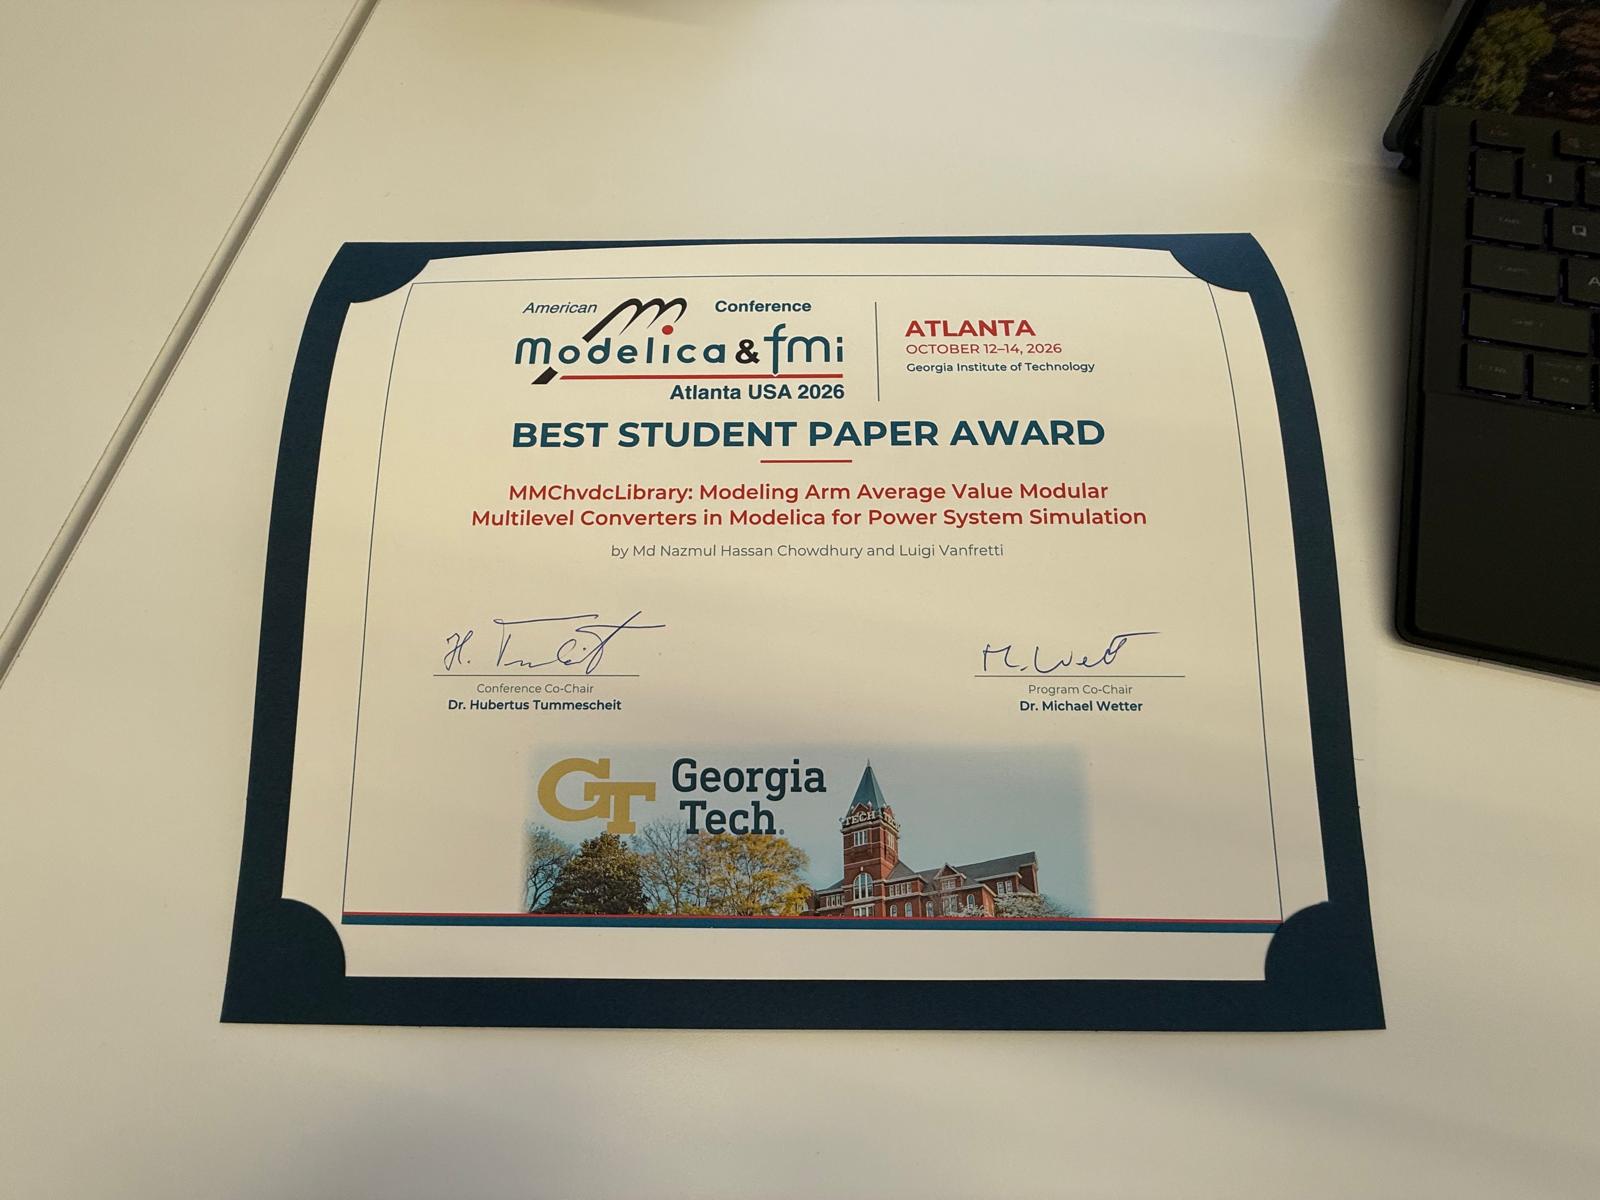 American Conference
Modelica & fmi
Atlanta USA 2026
ATLANTA
OCTOBER 12–14, 2026
Georgia Institute of Technology
BEST STUDENT PAPER AWARD
MMChvdcLibrary: Modeling Arm Average Value Modular
Multilevel Converters in Modelica for Power System Simulation
by Md Nazmul Hassan Chowdhury and Luigi Vanfretti
Conference Co-Chair
Dr. Hubertus Tummescheit
Program Co-Chair
Dr. Michael Wetter
GT Georgia
Tech.
TECH